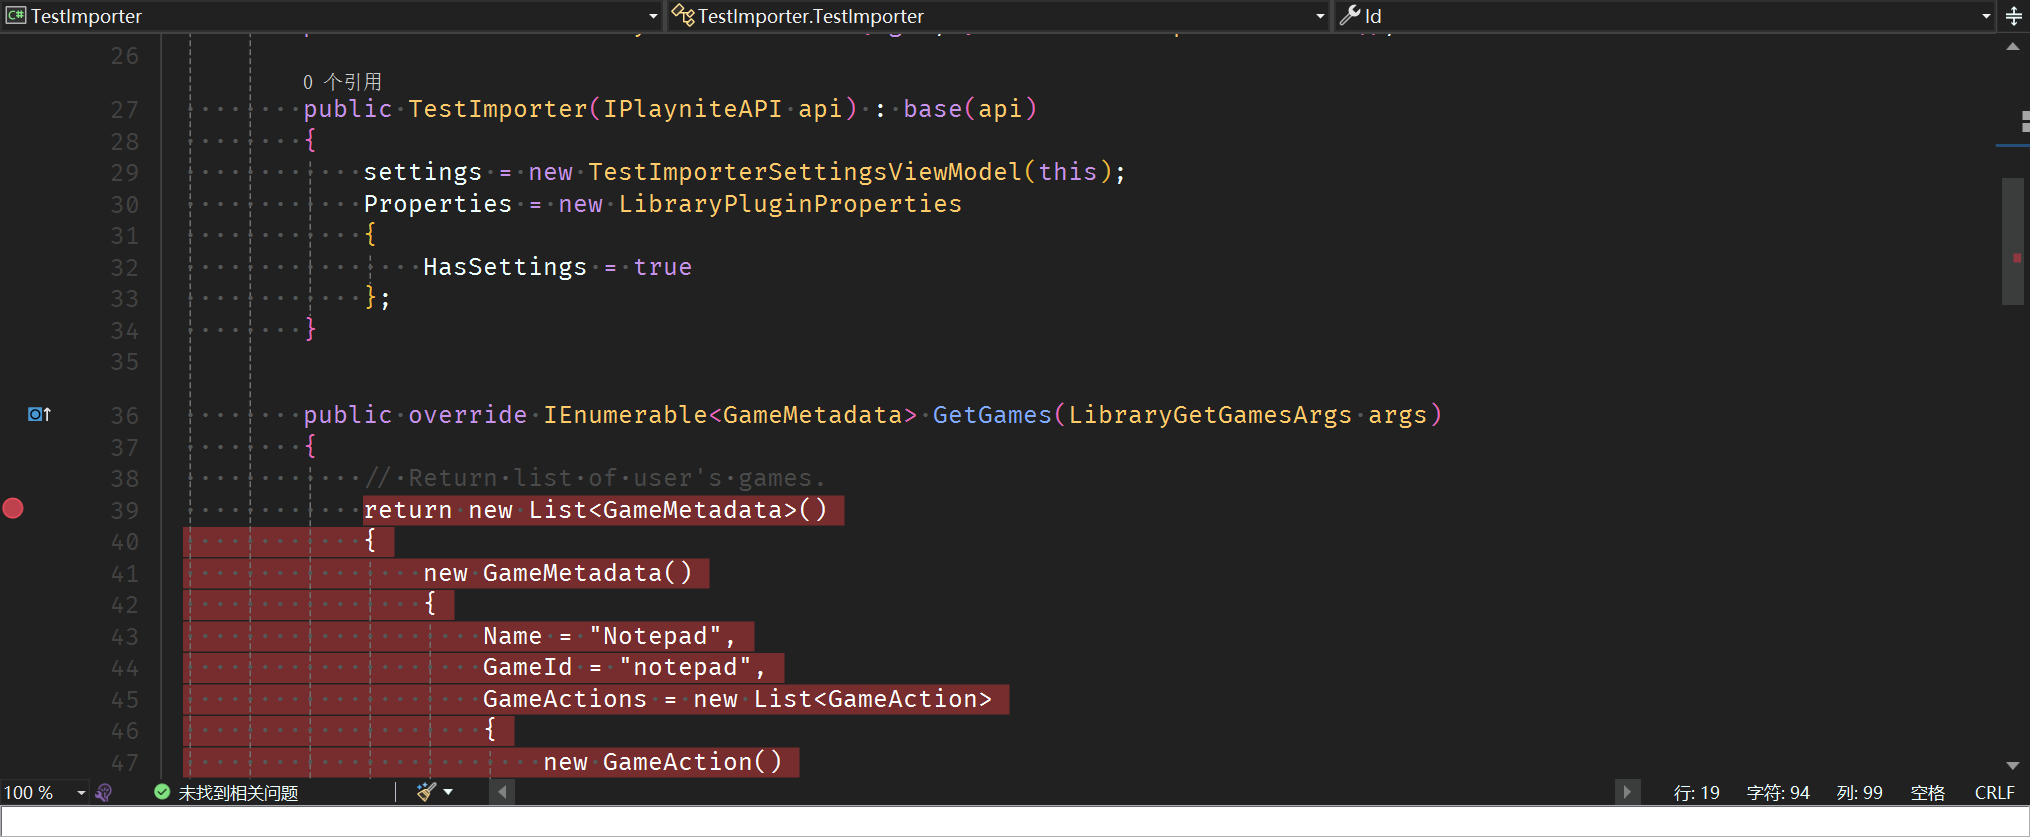 C# TestImporter TestImporter.TestImporter Id
26
0 个引用
27 public TestImporter(IPlayniteAPI api) : base(api)
28 {
29 settings = new TestImporterSettingsViewModel(this);
30 Properties = new LibraryPluginProperties
31 {
32 HasSettings = true
33 };
34 }
35
36 public override IEnumerable<GameMetadata> GetGames(LibraryGetGamesArgs args)
37 {
38 // Return list of user's games.
39 return new List<GameMetadata>()
40 {
41 new GameMetadata()
42 {
43 Name = "Notepad",
44 GameId = "notepad",
45 GameActions = new List<GameAction>
46 {
47 new GameAction()
100 % 未找到相关问题 行: 19 字符: 94 列: 99 空格 CRLF